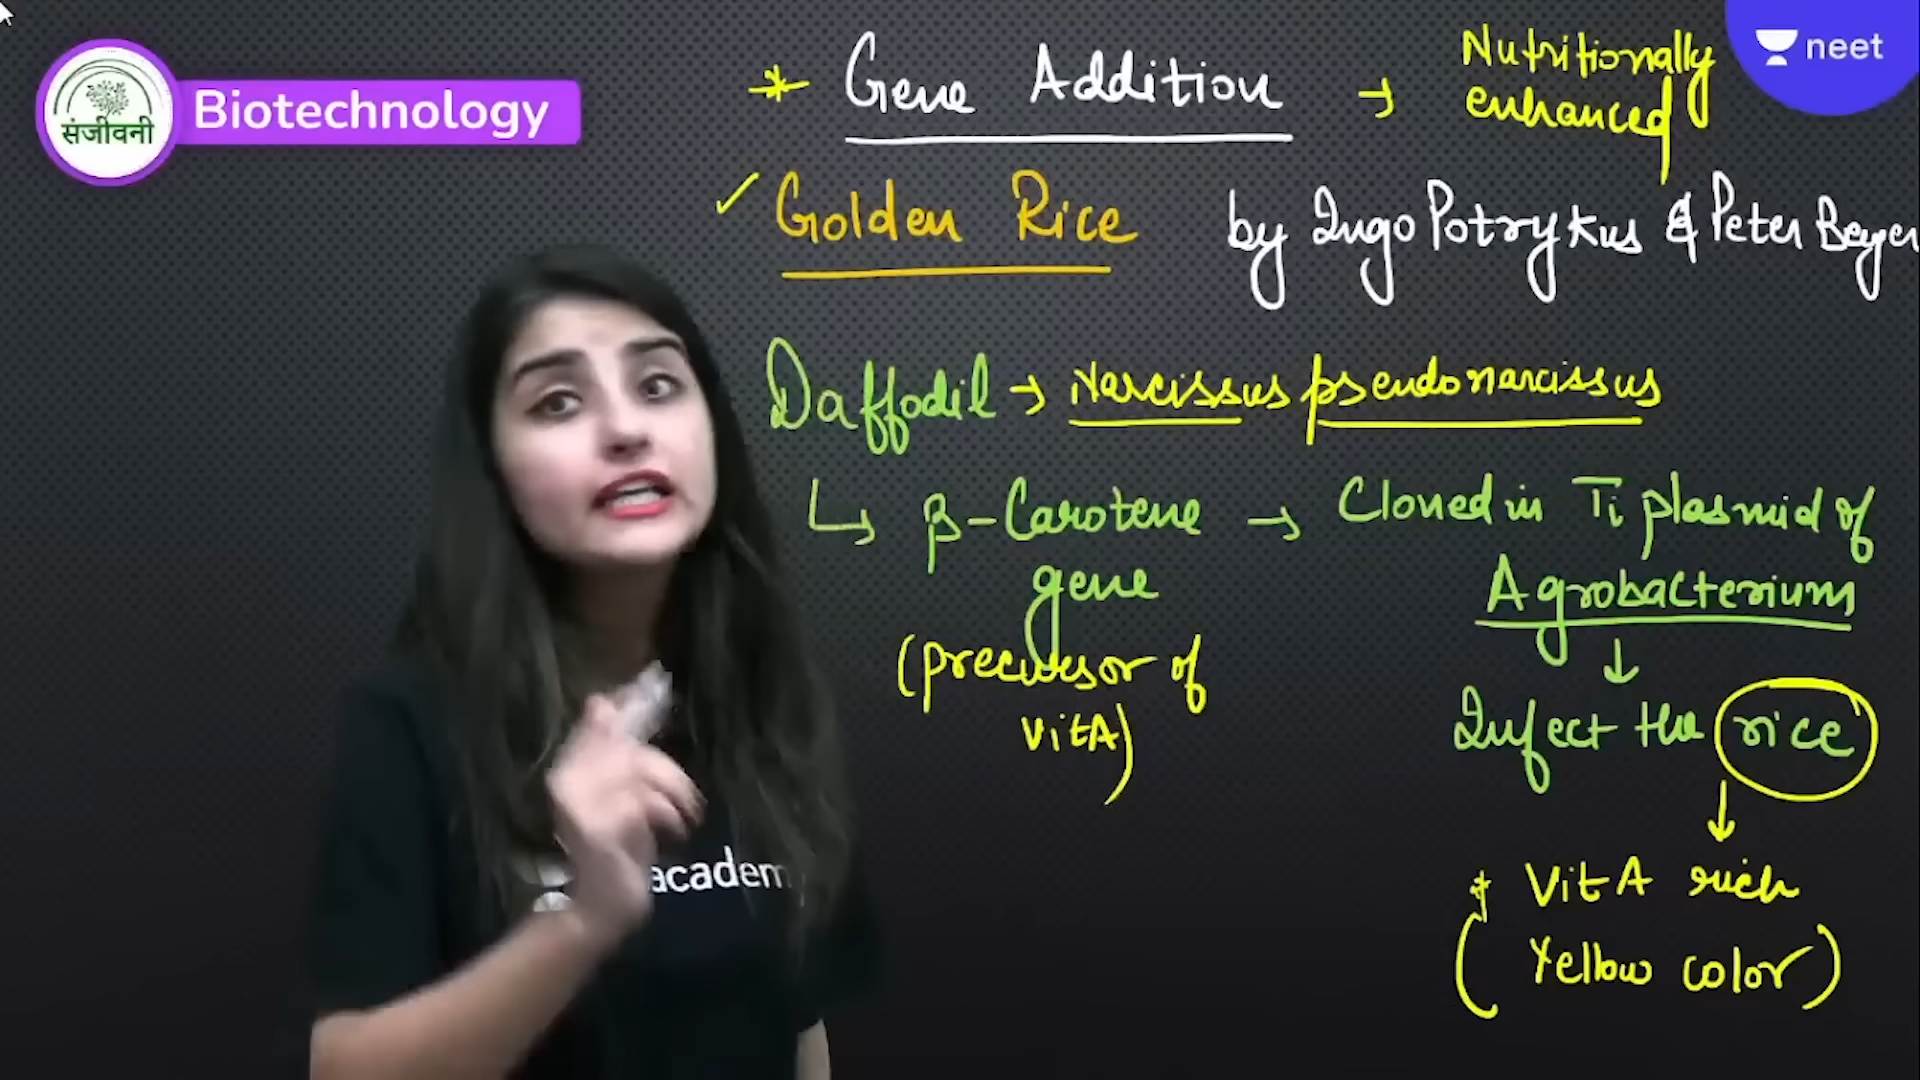 संजीवनी
Biotechnology
neet
* Gene Addition → Nutritionally enhanced
✓ Golden Rice by Ingo Potrykus & Peter Beyer
Daffodil → Narcissus pseudonarcissus
↳ β-Carotene gene → Cloned in Ti plasmid of Agrobacterium
(precursor of vitA)
↓
Infect the rice
↓
* Vit A rich
(Yellow color)
academ